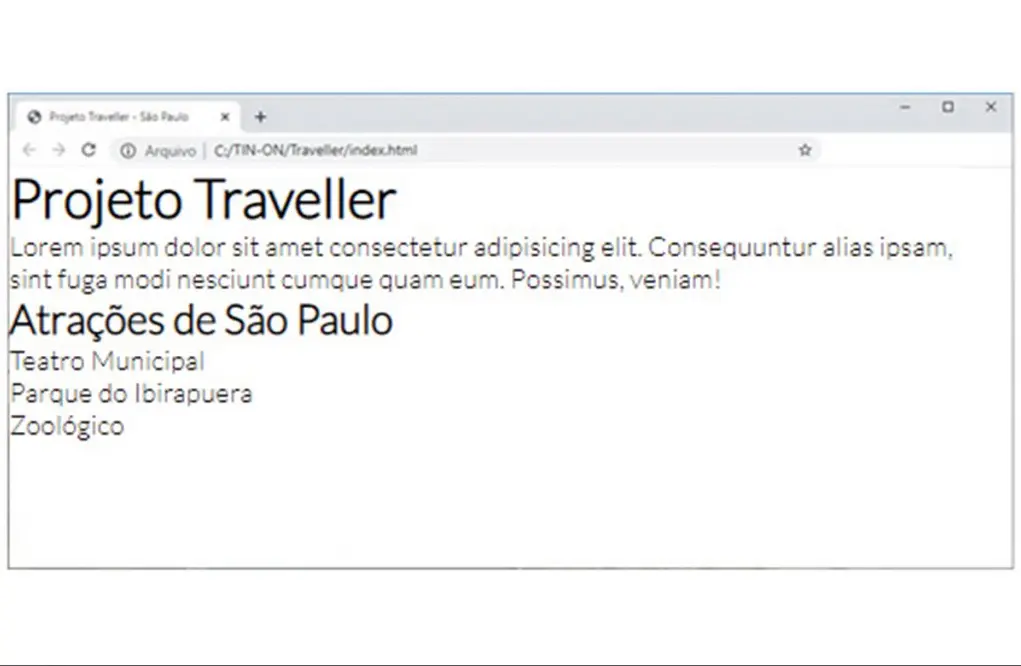 Projeto Traveller - São Paulo
Arquivo | C:/TIN-ON/Traveller/index.html
Projeto Traveller
Lorem ipsum dolor sit amet consectetur adipisicing elit. Consequuntur alias ipsam,
sint fuga modi nesciunt cumque quam eum. Possimus, veniam!
Atrações de São Paulo
Teatro Municipal
Parque do Ibirapuera
Zoológico